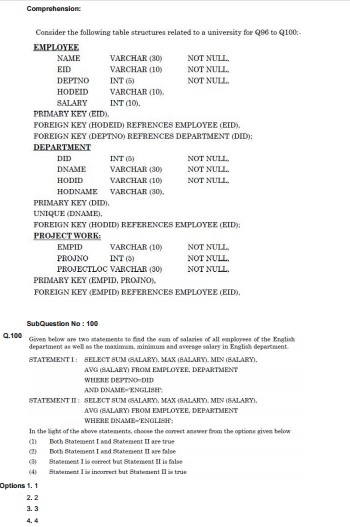 Comprehension:
Consider the following table structures related to a university for Q96 to Q100:-
EMPLOYEE
NAME VARCHAR (30) NOT NULL,
EID VARCHAR (10) NOT NULL,
DEPTNO INT (5) NOT NULL,
HODEID VARCHAR (10),
SALARY INT (10),
PRIMARY KEY (EID),
FOREIGN KEY (HODEID) REFRENCES EMPLOYEE (EID),
FOREIGN KEY (DEPTNO) REFRENCES DEPARTMENT (DID);
DEPARTMENT
DID INT (5) NOT NULL,
DNAME VARCHAR (30) NOT NULL,
HODID VARCHAR (10) NOT NULL,
HODNAME VARCHAR (30),
PRIMARY KEY (DID),
UNIQUE (DNAME),
FOREIGN KEY (HODID) REFERENCES EMPLOYEE (EID);
PROJECT WORK:
EMPID VARCHAR (10) NOT NULL,
PROJNO INT (5) NOT NULL,
PROJECTLOC VARCHAR (30) NOT NULL,
PRIMARY KEY (EMPID, PROJNO),
FOREIGN KEY (EMPID) REFERENCES EMPLOYEE (EID),
SubQuestion No : 100
Q.100 Given below are two statements to find the sum of salaries of all employees of the English
department as well as the maximum, minimum and average salary in English department.
STATEMENT I : SELECT SUM (SALARY), MAX (SALARY), MIN (SALARY),
AVG (SALARY) FROM EMPLOYEE, DEPARTMENT
WHERE DEPTNO=DID
AND DNAME='ENGLISH';
STATEMENT II : SELECT SUM (SALARY), MAX (SALARY), MIN (SALARY),
AVG (SALARY) FROM EMPLOYEE, DEPARTMENT
WHERE DNAME='ENGLISH';
In the light of the above statements, choose the correct answer from the options given below
(1) Both Statement I and Statement II are true
(2) Both Statement I and Statement II are false
(3) Statement I is correct but Statement II is false
(4) Statement I is incorrect but Statement II is true
Options 1. 1
2. 2
3. 3
4. 4